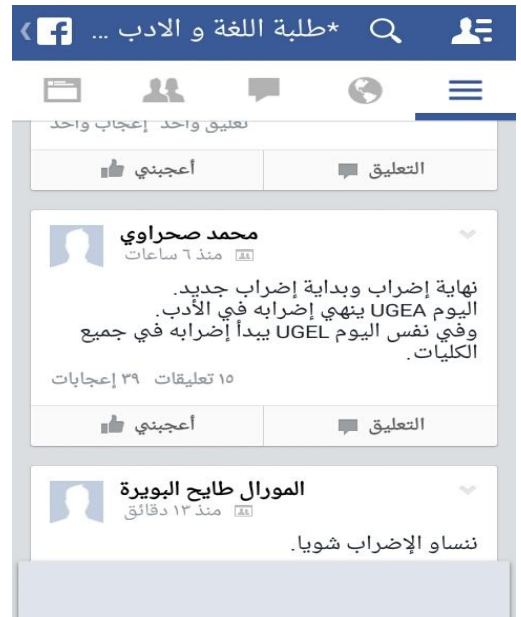 *طلبة اللغة و الادب ...
تعليق واحد إعجاب واحد
أعجبني التعليق
محمد صحراوي
منذ ٦ ساعات
نهاية إضراب وبداية إضراب جديد.
اليوم UGEA ينهي إضرابه في الأدب.
وفي نفس اليوم UGEL يبدأ إضرابه في جميع
الكليات.
١٥ تعليقات ٣٩ إعجابات
أعجبني التعليق
المورال طايح البويرة
منذ ١٣ دقائق
ننساو الإضراب شويا.